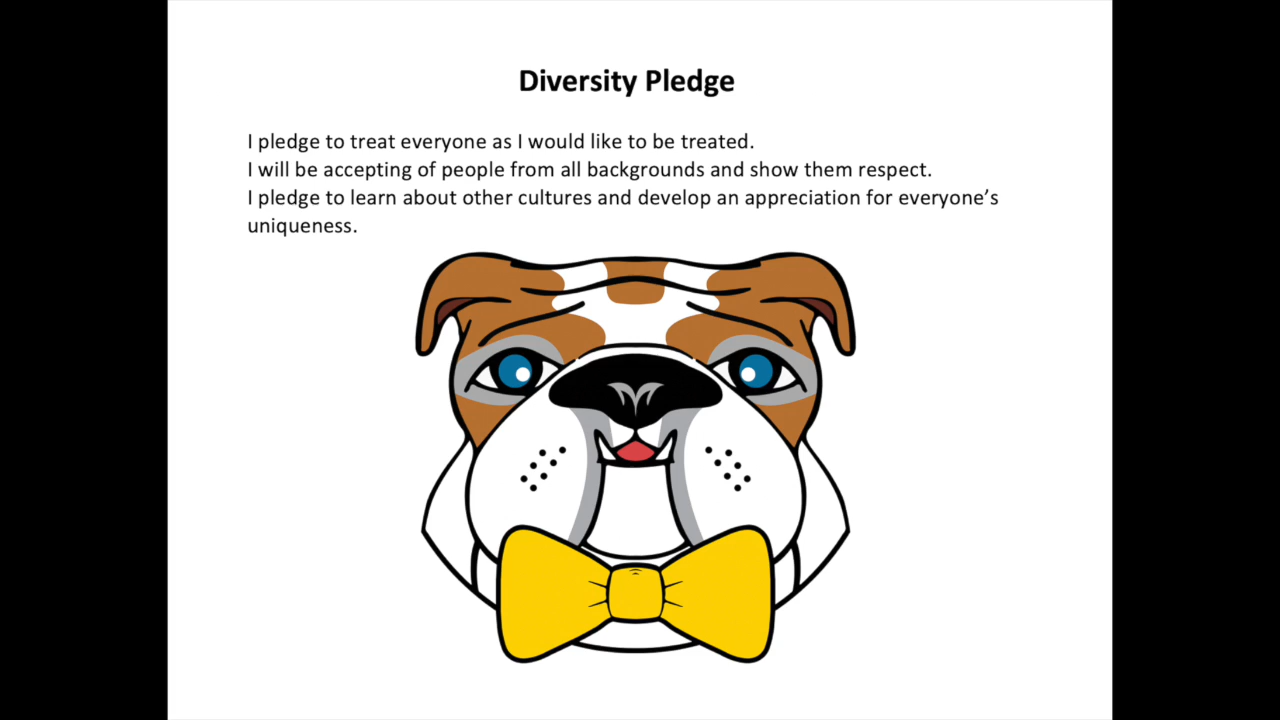 Diversity Pledge
I pledge to treat everyone as I would like to be treated.
I will be accepting of people from all backgrounds and show them respect.
I pledge to learn about other cultures and develop an appreciation for everyone’s
uniqueness.